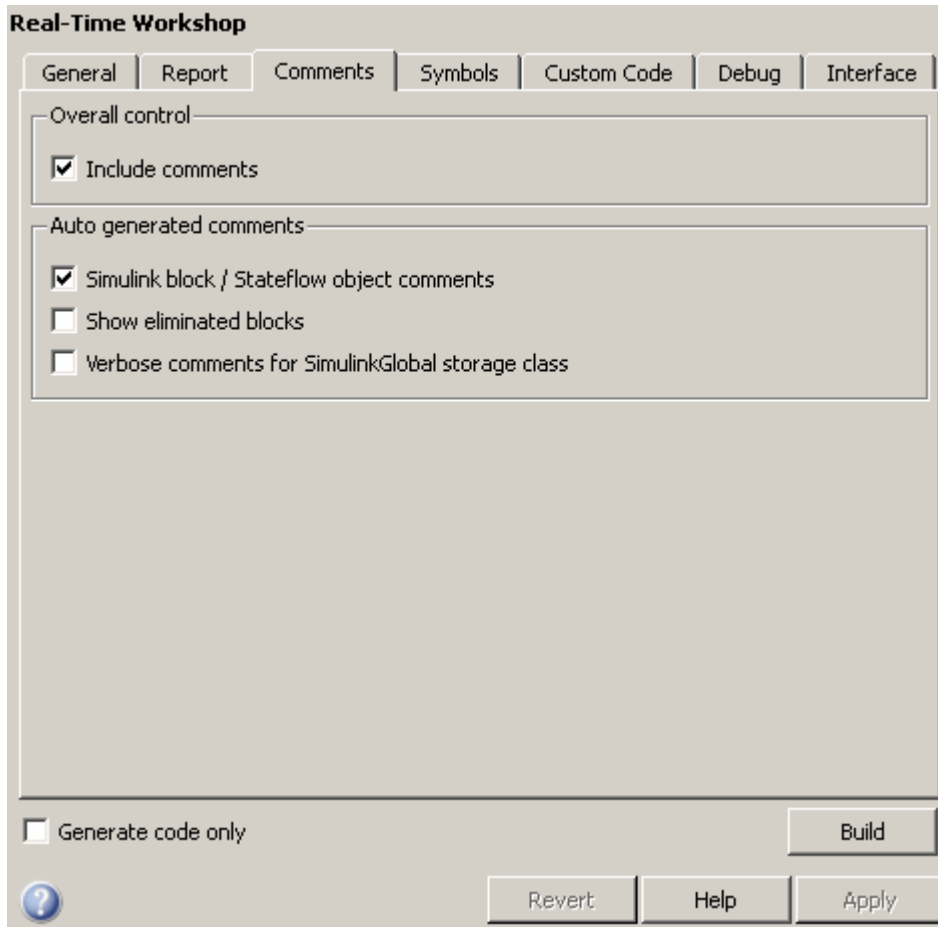 Real-Time Workshop
General Report Comments Symbols Custom Code Debug Interface
Overall control
Include comments
Auto generated comments
Simulink block / Stateflow object comments
Show eliminated blocks
Verbose comments for SimulinkGlobal storage class
Generate code only Build
? Revert Help Apply